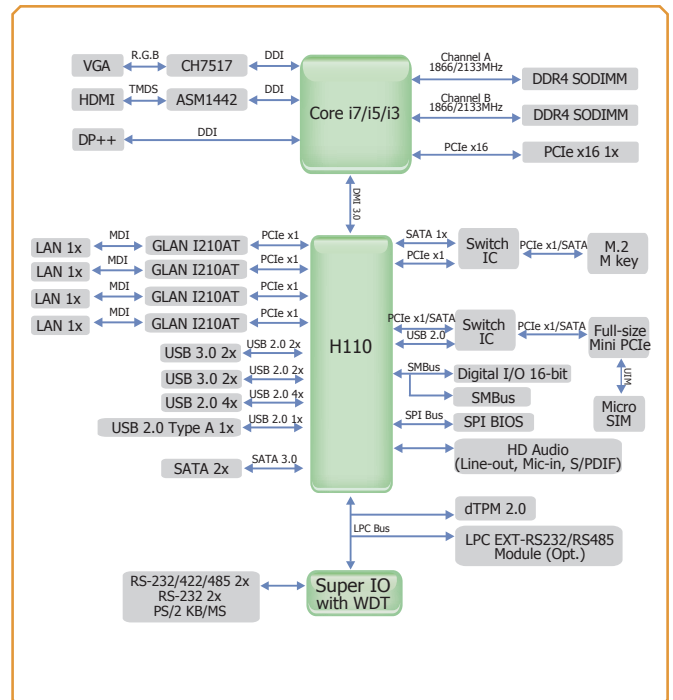 VGA
R.G.B
CH7517
DDI
HDMI
TMDS
ASM1442
DDI
DP++
DDI
Core i7/i5/i3
Channel A
1866/2133MHz
DDR4 SODIMM
Channel B
1866/2133MHz
DDR4 SODIMM
PCIe x16
PCIe x16 1x
DMI 3.0
LAN 1x
MDI
GLAN I210AT
PCIe x1
LAN 1x
MDI
GLAN I210AT
PCIe x1
LAN 1x
MDI
GLAN I210AT
PCIe x1
LAN 1x
MDI
GLAN I210AT
PCIe x1
USB 3.0 2x
USB 2.0 2x
USB 3.0 2x
USB 2.0 2x
USB 2.0 4x
USB 2.0 4x
USB 2.0 Type A 1x
USB 2.0 1x
SATA 2x
SATA 3.0
H110
SATA 1x
PCIe x1
Switch
IC
PCIe x1/SATA
M.2
M key
PCIe x1/SATA
USB 2.0
Switch
IC
PCIe x1/SATA
Full-size
Mini PCIe
UIM
Micro
SIM
SMBus
Digital I/O 16-bit
SMBus
SPI Bus
SPI BIOS
HD Audio
(Line-out, Mic-in, S/PDIF)
LPC Bus
dTPM 2.0
LPC EXT-RS232/RS485
Module (Opt.)
RS-232/422/485 2x
RS-232 2x
PS/2 KB/MS
Super IO
with WDT